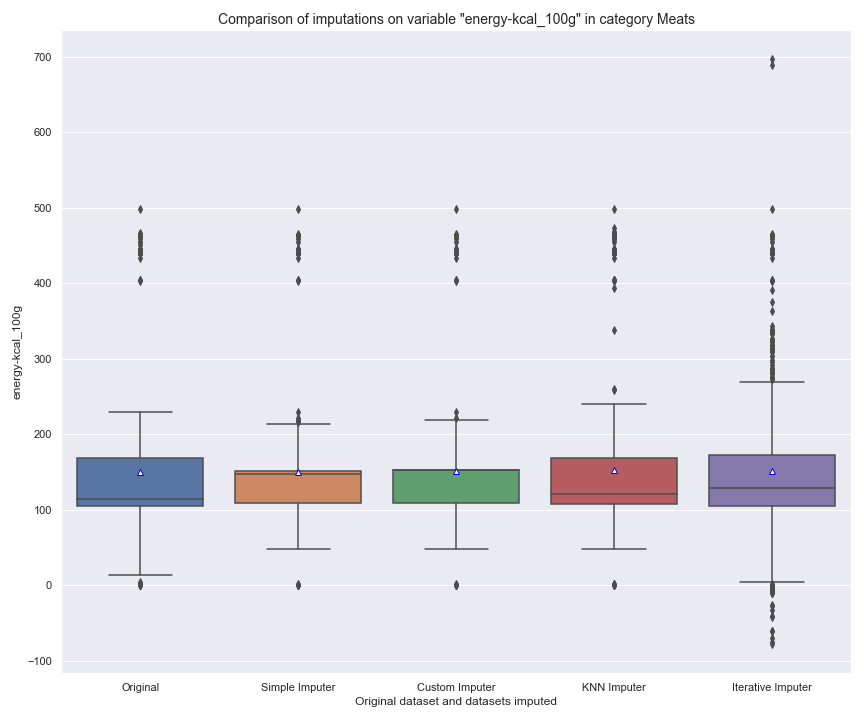 Comparison of imputations on variable "energy-kcal_100g" in category Meats
700
600
500
400
300
200
100
0
−100
energy-kcal_100g
Original
Simple Imputer
Custom Imputer
KNN Imputer
Iterative Imputer
Original dataset and datasets imputed